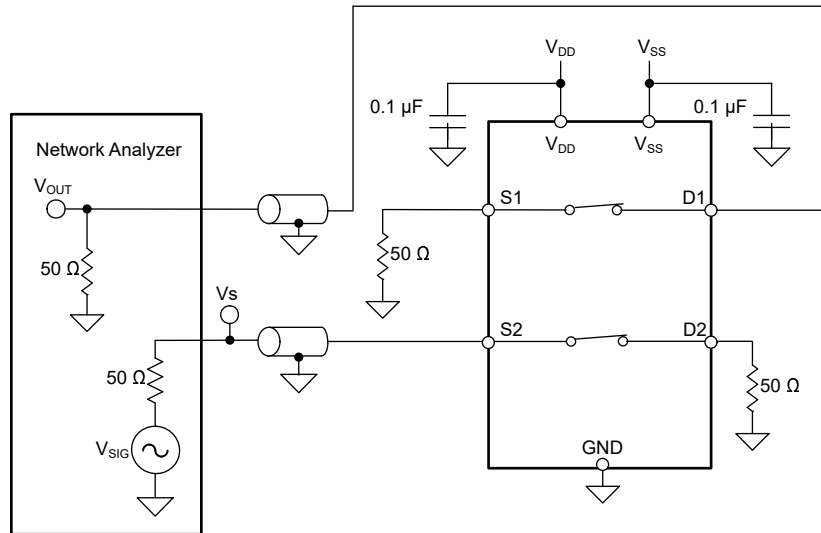 V_DD
V_SS
0.1 µF
0.1 µF
Network Analyzer
V_DD
V_SS
V_OUT
S1
D1
50 Ω
50 Ω
Vs
S2
D2
50 Ω
50 Ω
V_SIG
GND